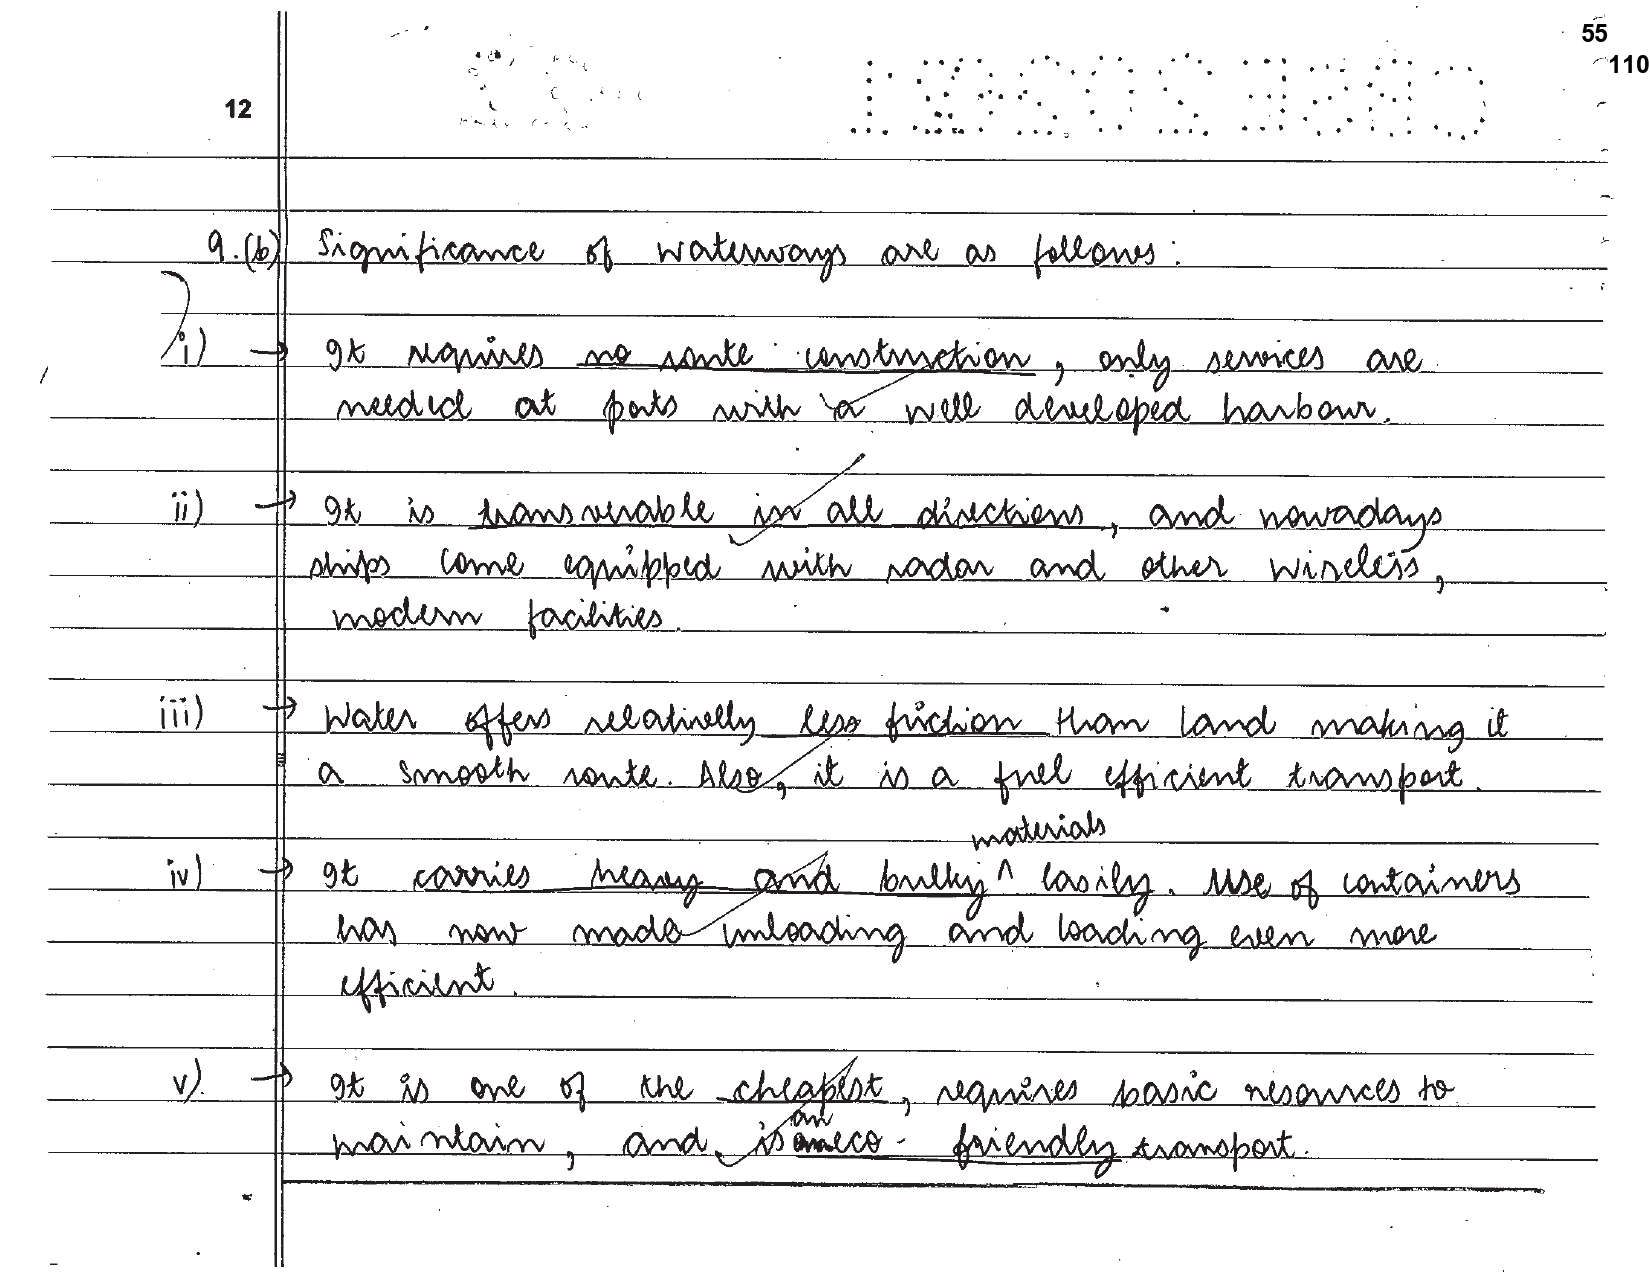 55
110
12
9.(b) Significance of waterways are as follows:
i) → It requires no route construction, only services are
needed at ports with a well developed harbour.
ii) → It is transverable in all directions, and nowadays
ships come equipped with radar and other wireless,
modern facilities.
iii) → Water offers relatively less friction than land making it
a smooth route. Also, it is a fuel efficient transport.
materials
iv) → It carries heavy and bulky ^ easily. Use of containers
has now made unloading and loading even more
efficient.
v) → It is one of the cheapest, requires basic resources to
an
maintain, and is eco-friendly transport.